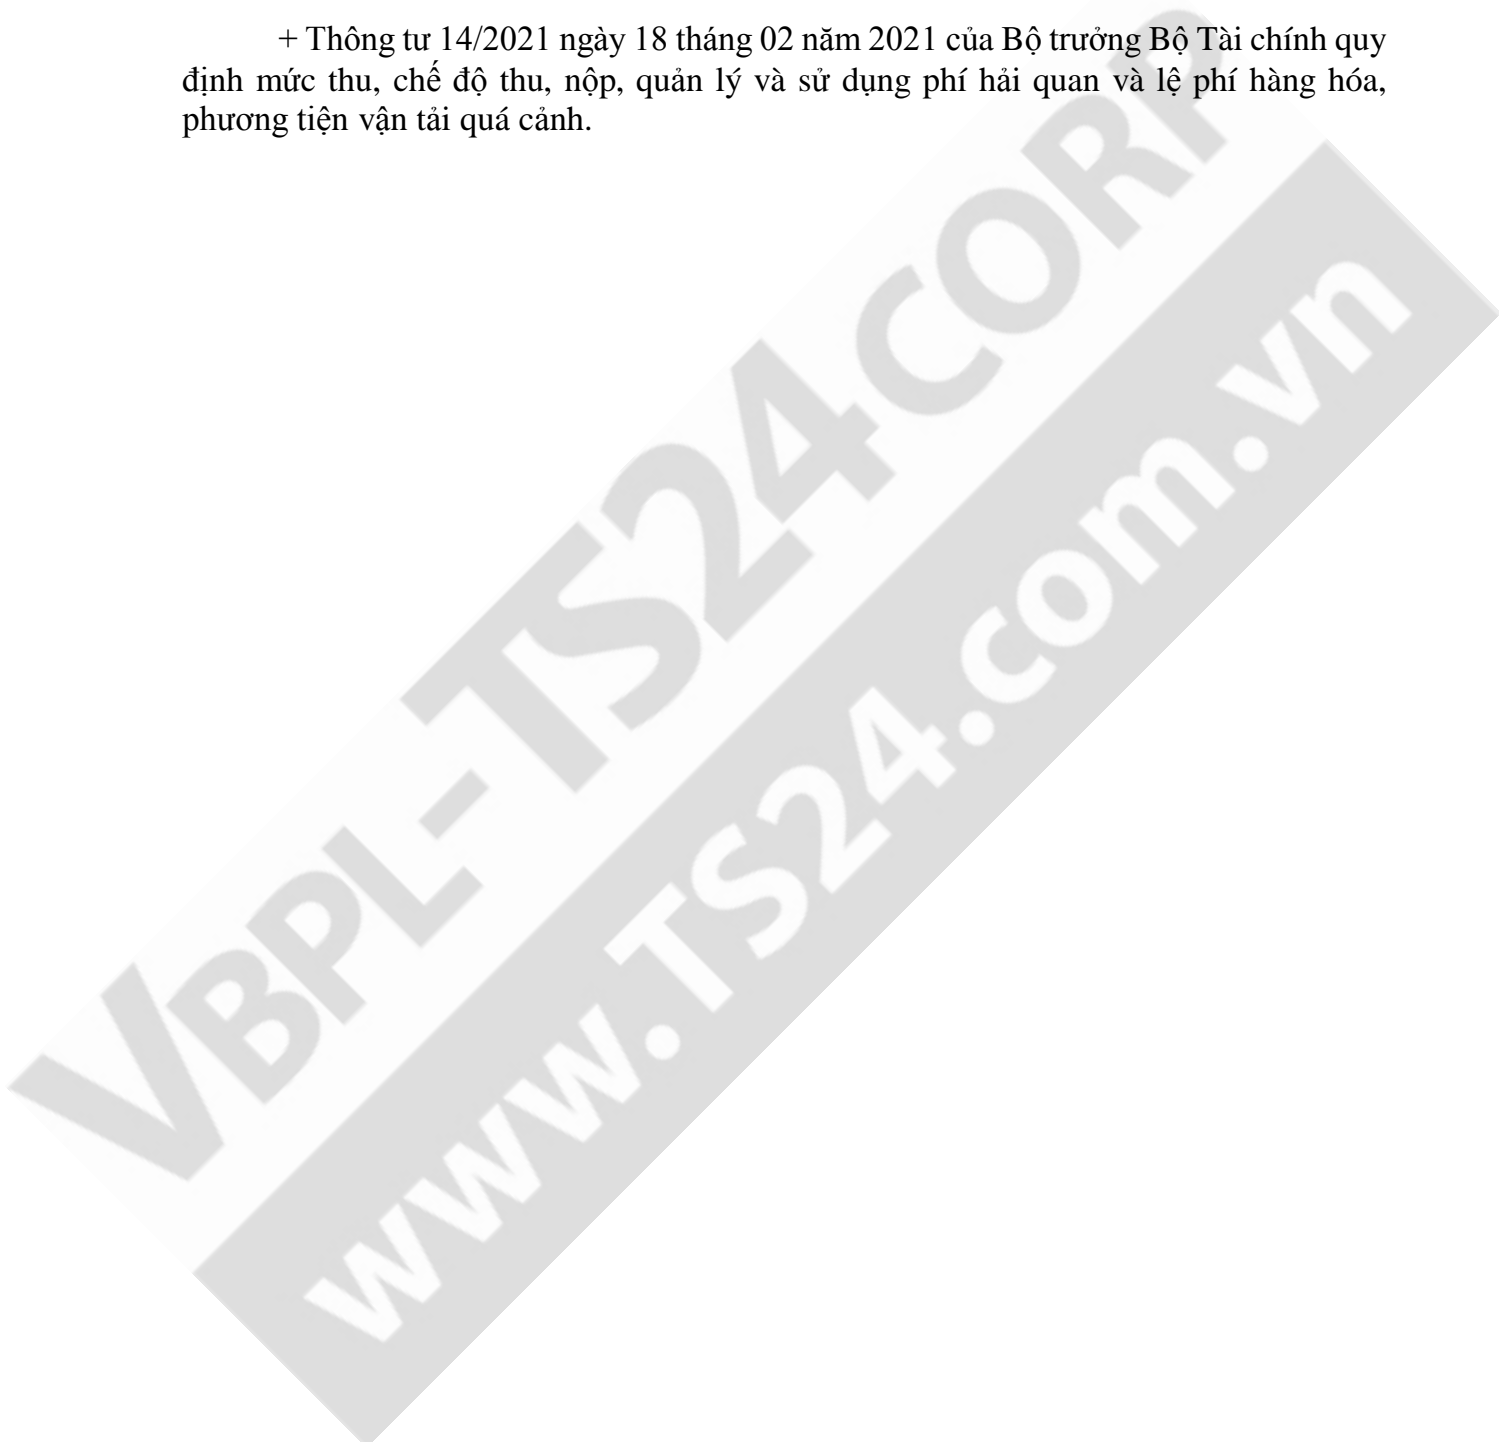 + Thông tư 14/2021 ngày 18 tháng 02 năm 2021 của Bộ trưởng Bộ Tài chính quy
định mức thu, chế độ thu, nộp, quản lý và sử dụng phí hải quan và lệ phí hàng hóa,
phương tiện vận tải quá cảnh.
VBPL-TS24CORP
www.TS24.com.vn